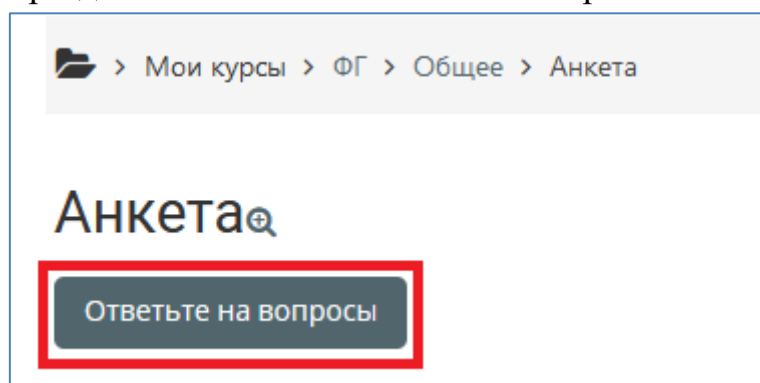 > Мои курсы > ФГ > Общее > Анкета
Анкета
Ответьте на вопросы